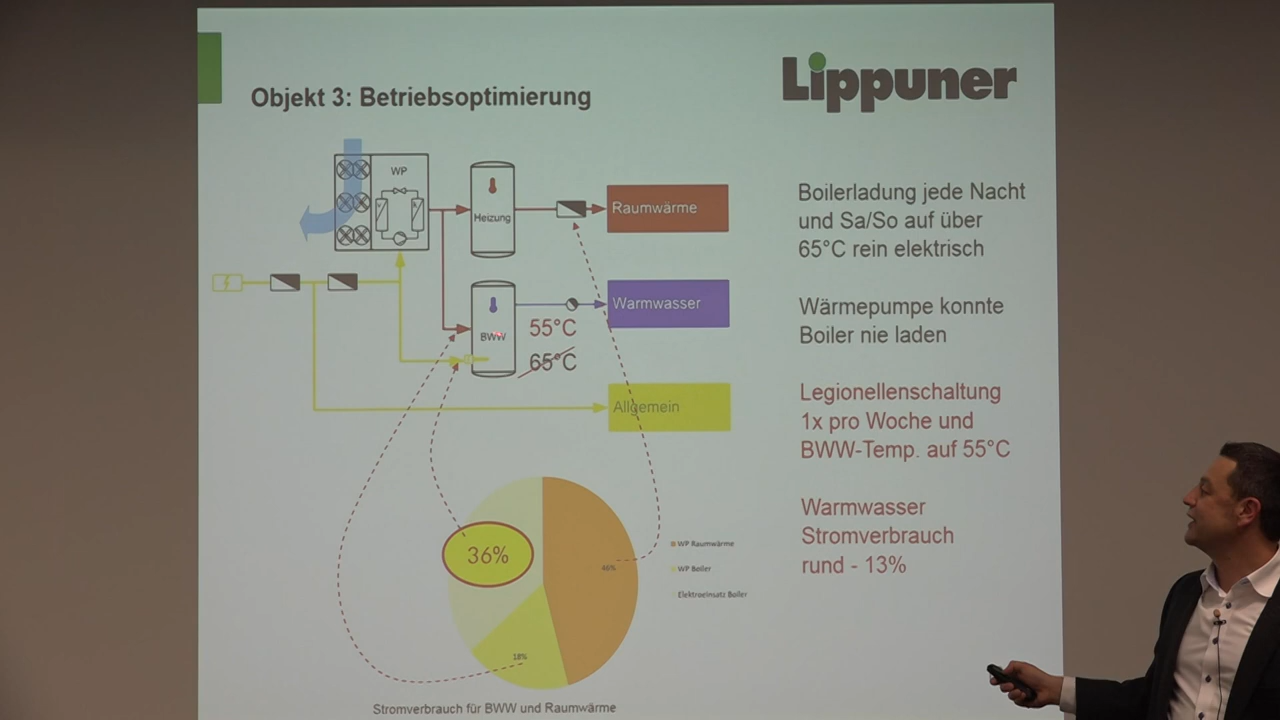 Lippuner
Objekt 3: Betriebsoptimierung
WP
Heizung
Raumwärme
BWW
55°C
65°C
Warmwasser
Allgemein
Boilerladung jede Nacht
und Sa/So auf über
65°C rein elektrisch
Wärmepumpe konnte
Boiler nie laden
Legionellenschaltung
1x pro Woche und
BWW-Temp. auf 55°C
Warmwasser
Stromverbrauch
rund - 13%
36%
46%
18%
WP Raumwärme
WP Boiler
Elektroeinsatz Boiler
Stromverbrauch für BWW und Raumwärme